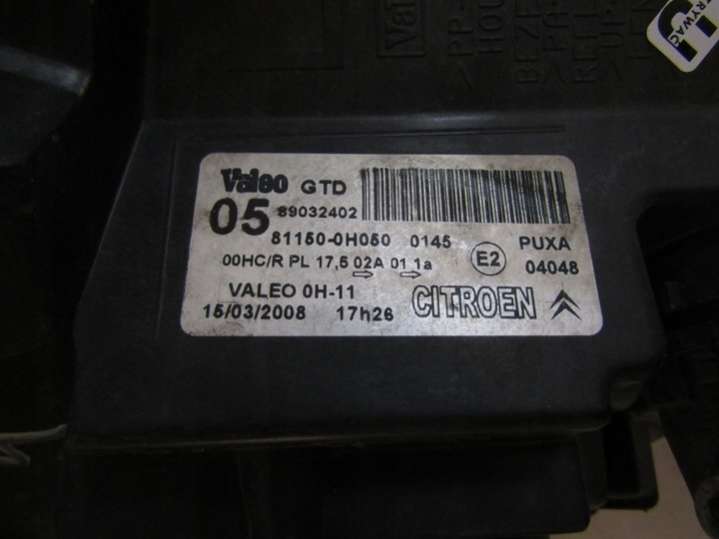 Valeo GTD
05 89032402
81150-0H050 0145 E2 PUXA
00HC/R PL 17,5 02A 01 1a 04048
VALEO 0H-11 CITROEN
15/03/2008 17h26